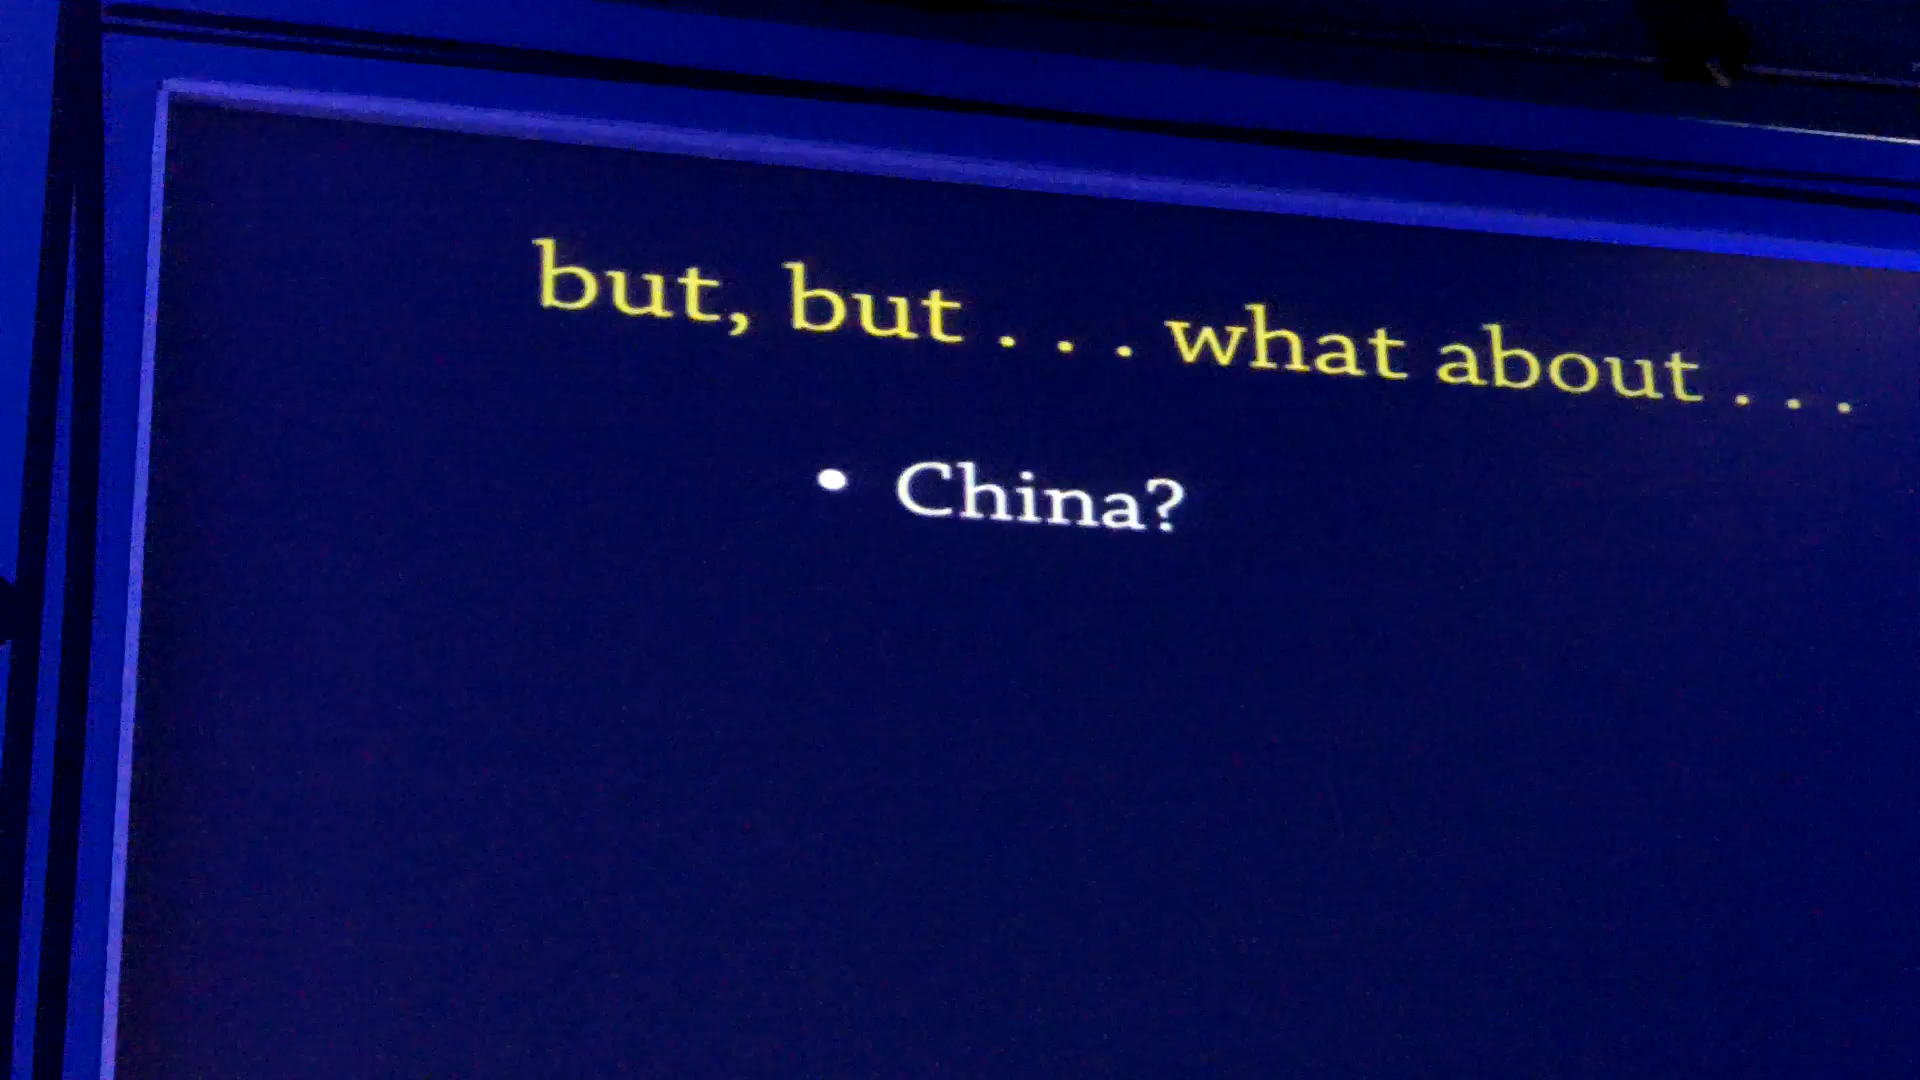 but, but . . . what about . . .
• China?